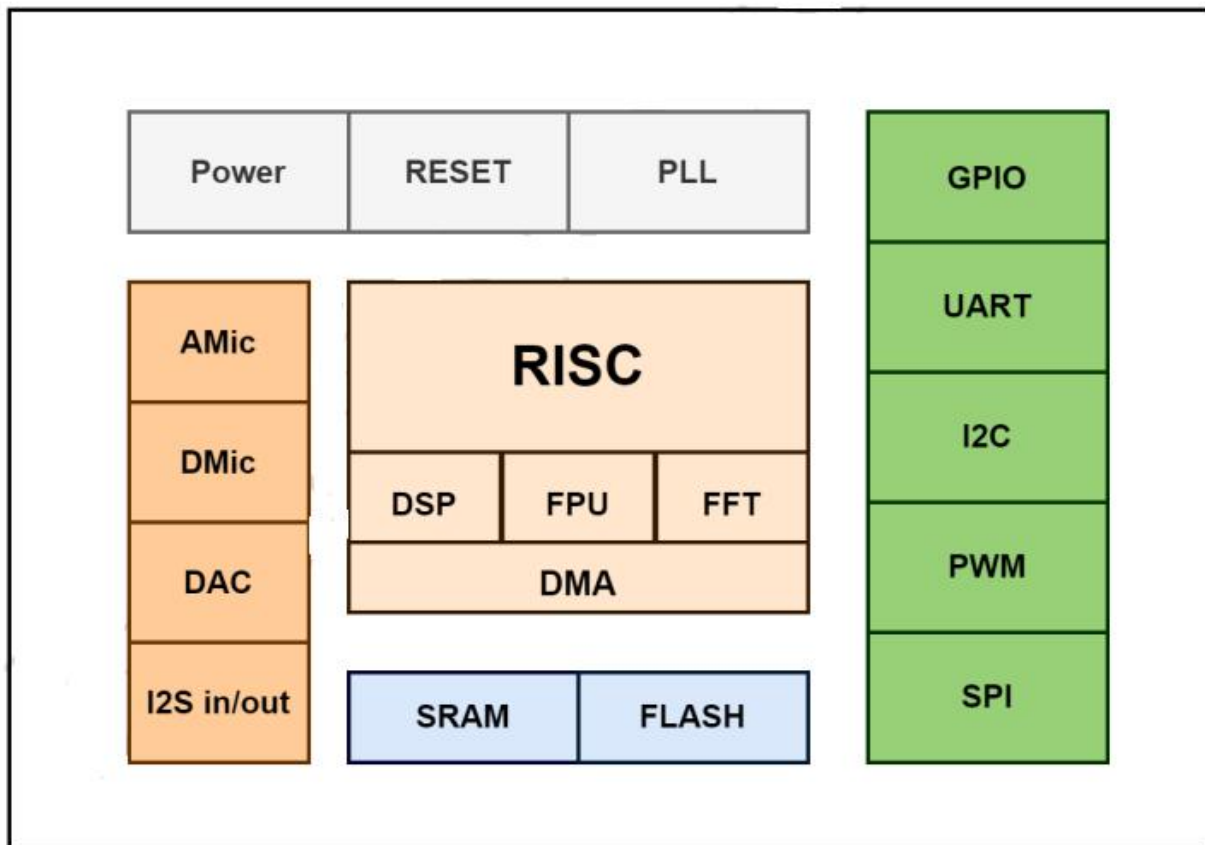 Power
RESET
PLL
AMic
DMic
DAC
I2S in/out
RISC
DSP
FPU
FFT
DMA
SRAM
FLASH
GPIO
UART
I2C
PWM
SPI